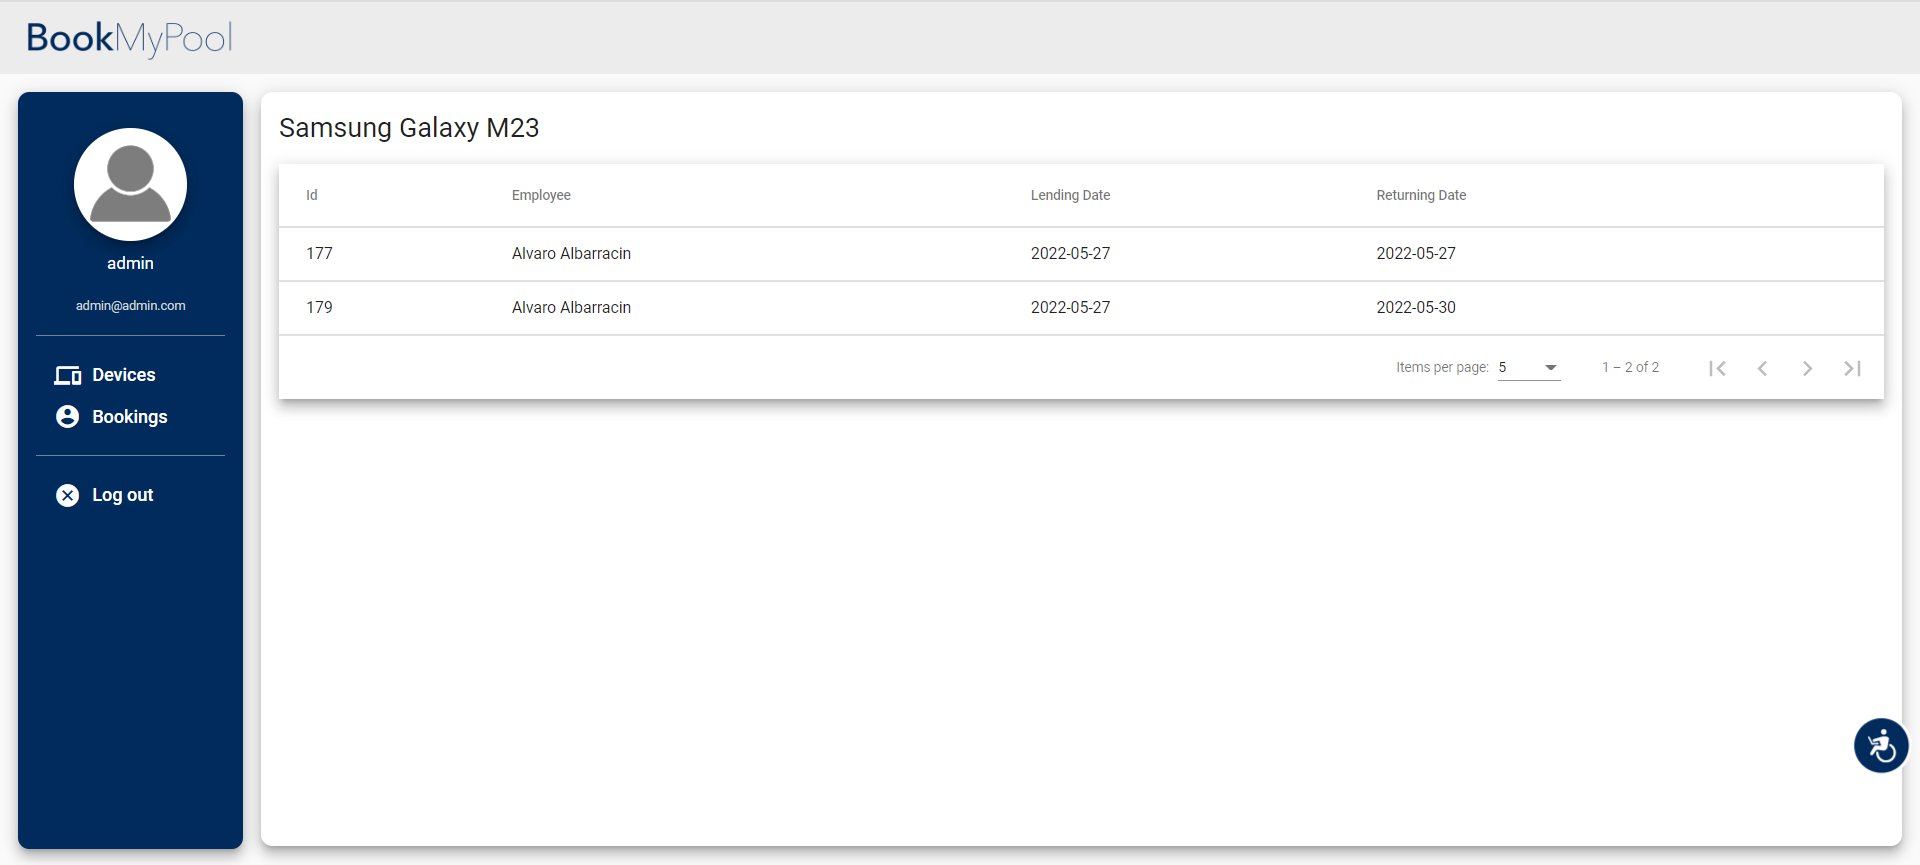 BookMyPool
admin
admin@admin.com
Devices
Bookings
Log out
Samsung Galaxy M23
Id Employee Lending Date Returning Date
177 Alvaro Albarracin 2022-05-27 2022-05-27
179 Alvaro Albarracin 2022-05-27 2022-05-30
Items per page: 5 1 – 2 of 2